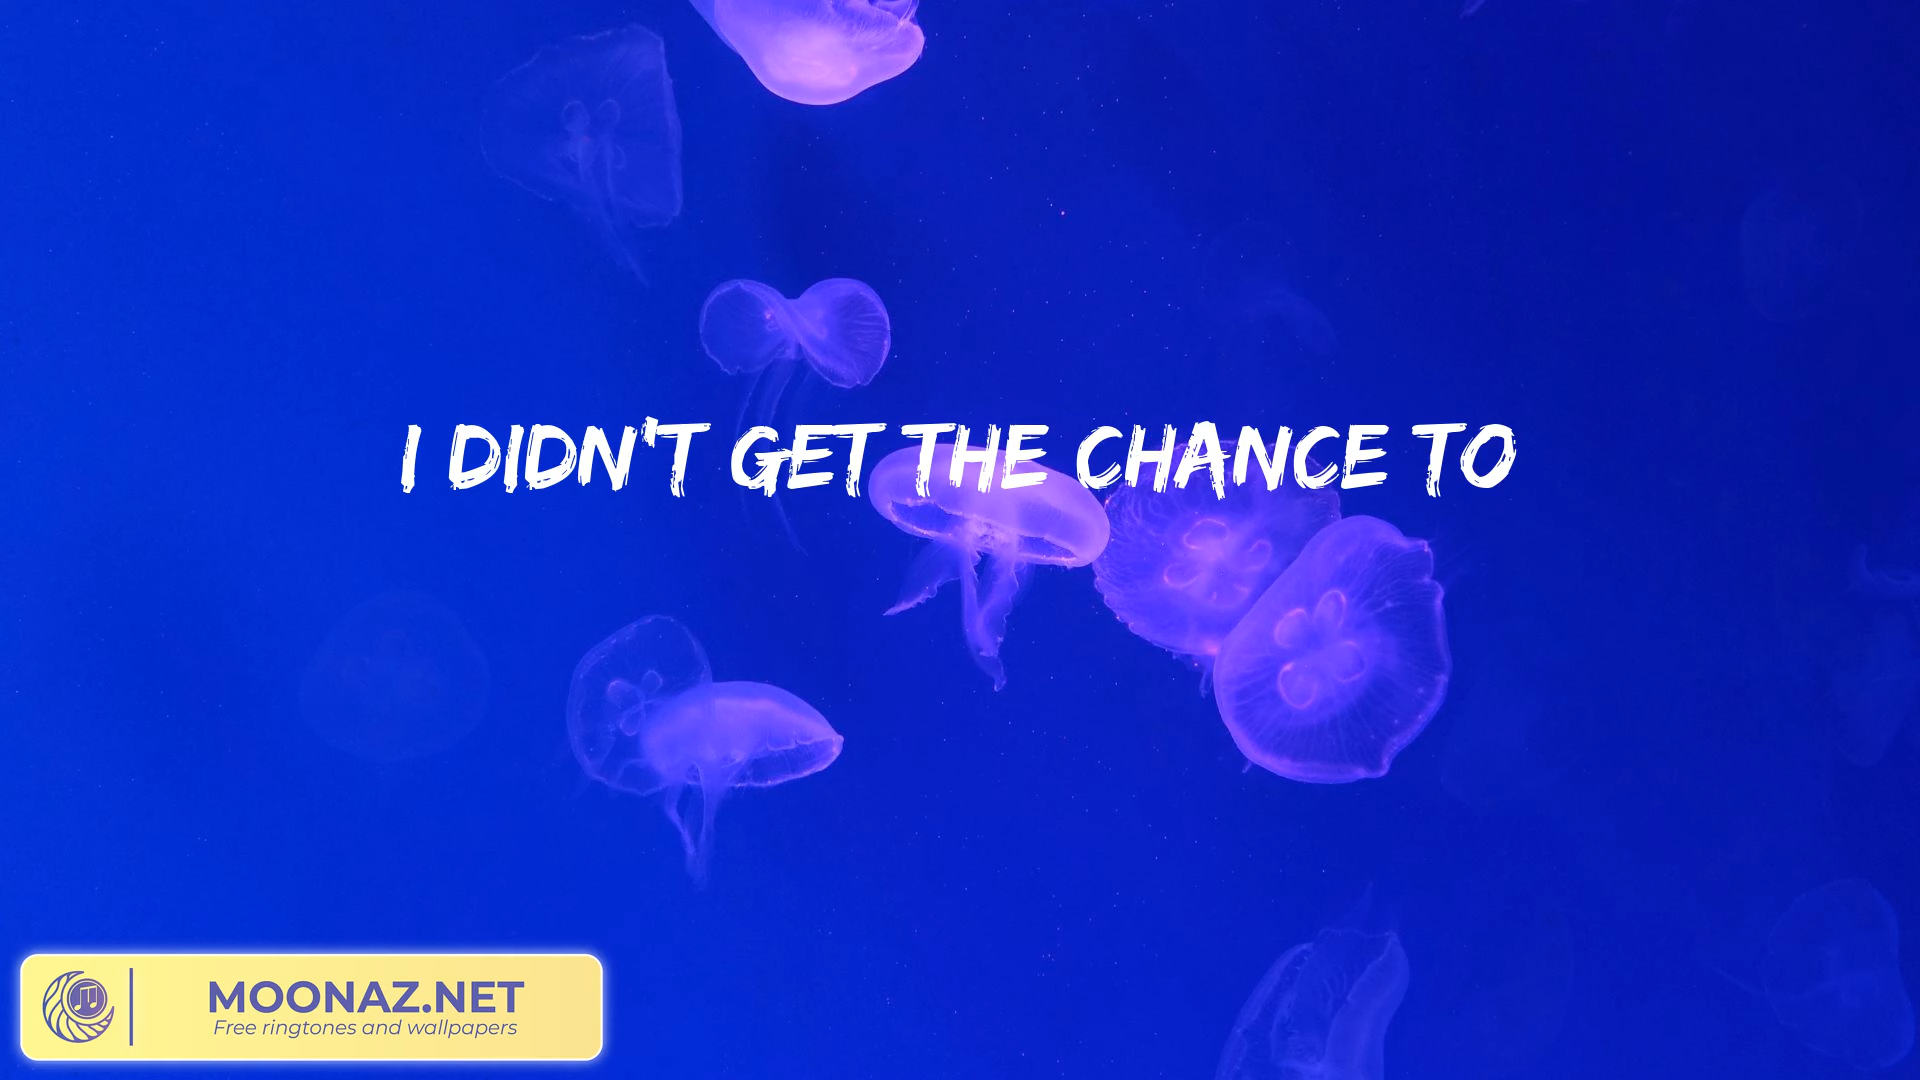 I DIDN'T GET THE CHANCE TO
MOONAZ.NET
Free ringtones and wallpapers